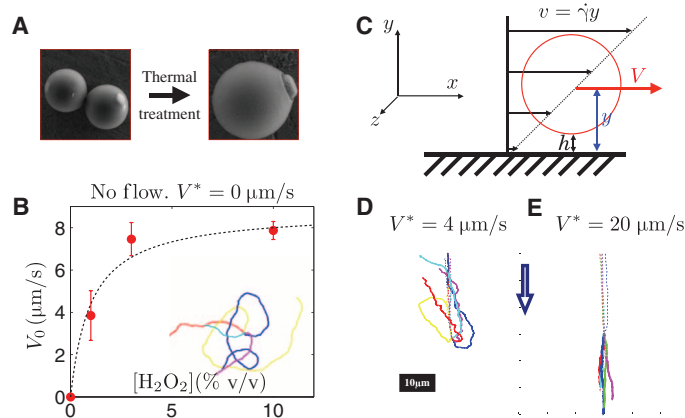 A
Thermal
treatment
B
No flow. V* = 0 μm/s
V₀ (μm/s)
8
6
4
2
0
[H₂O₂](% v/v)
0
5
10
C
y
x
z
v = γ̇y
V
y
h
D
V* = 4 μm/s
10μm
E
V* = 20 μm/s